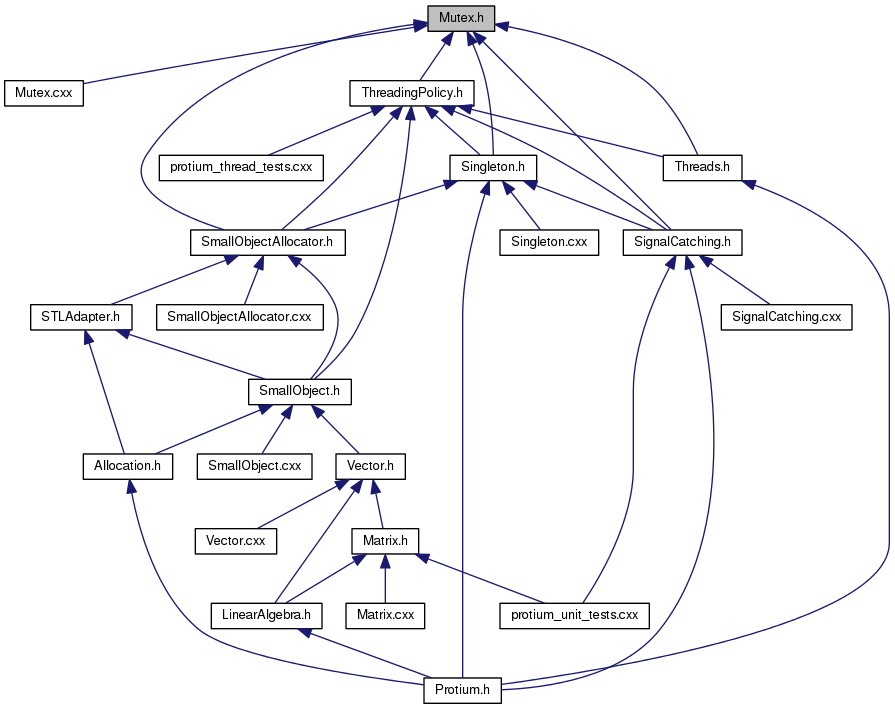 Mutex.h
Mutex.cxx
ThreadingPolicy.h
protium_thread_tests.cxx
Singleton.h
Threads.h
SmallObjectAllocator.h
Singleton.cxx
SignalCatching.h
STLAdapter.h
SmallObjectAllocator.cxx
SignalCatching.cxx
SmallObject.h
Allocation.h
SmallObject.cxx
Vector.h
Vector.cxx
Matrix.h
LinearAlgebra.h
Matrix.cxx
protium_unit_tests.cxx
Protium.h